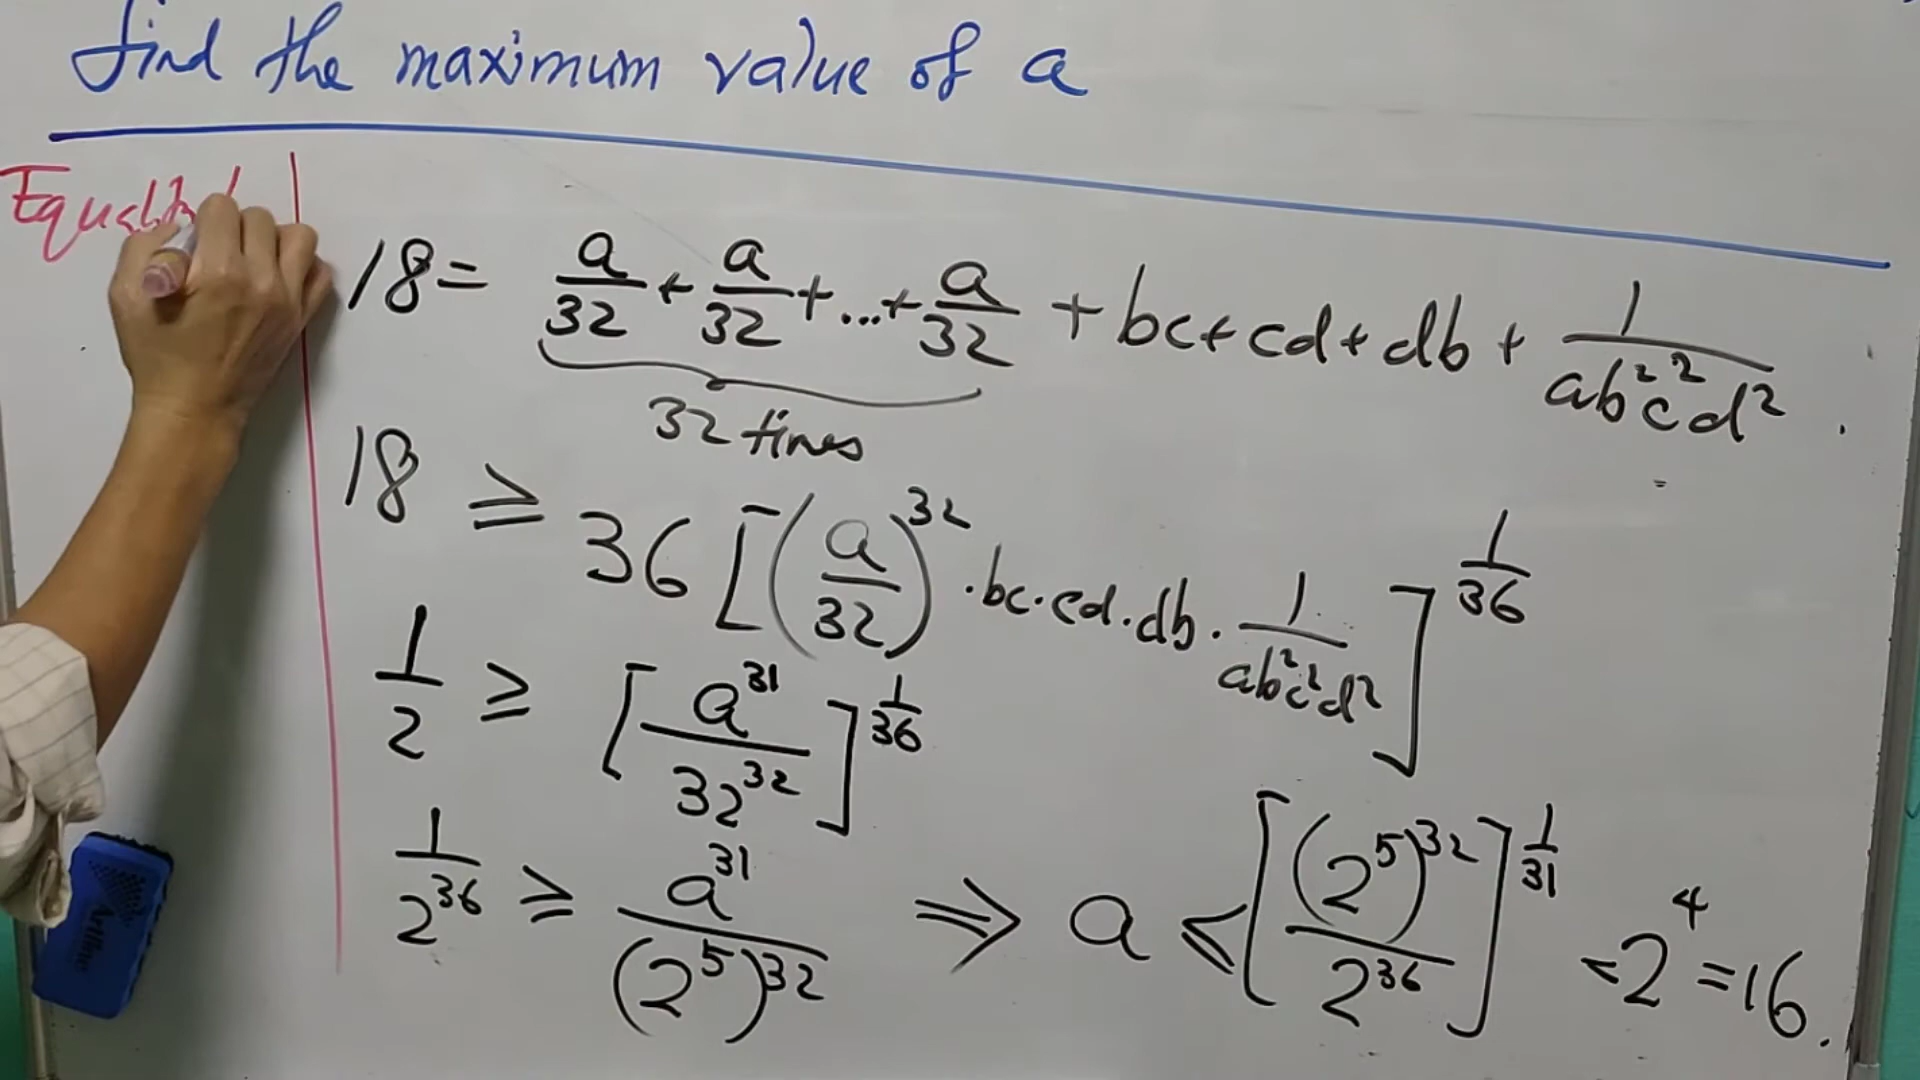 find the maximum value of a
Equality
18 = a/32 + a/32 + ... + a/32 + bc + cd + db + 1/(ab²c²d²).
32 times
18 ≥ 36 [(a/32)³² · bc · cd · db · 1/(ab²c²d²)]^(1/36)
1/2 ≥ [a³¹/32³²]^(1/36)
1/2³⁶ ≥ a³¹/(2⁵)³² ⇒ a ≤ [(2⁵)³²/2³⁶]^(1/31) = 2⁴ = 16.
Artline